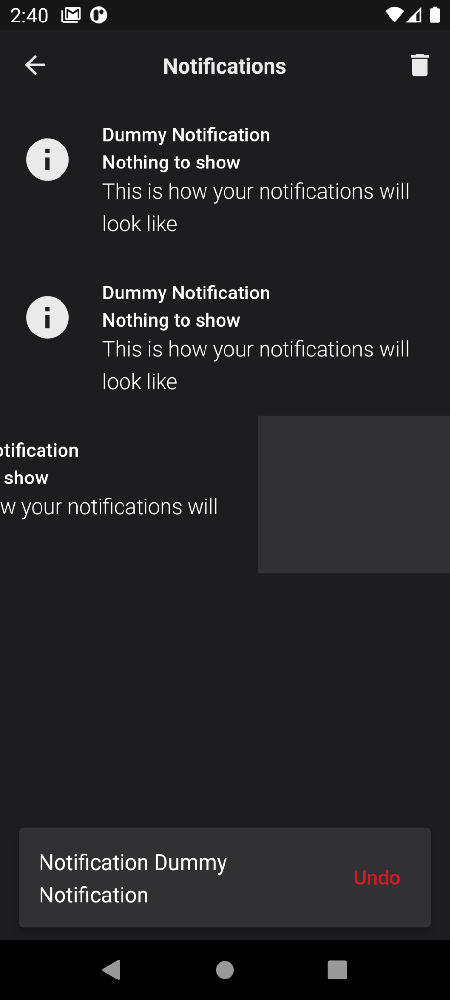 2:40
Notifications
Dummy Notification
Nothing to show
This is how your notifications will
look like
Dummy Notification
Nothing to show
This is how your notifications will
look like
otification
show
w your notifications will
Notification Dummy
Notification
Undo